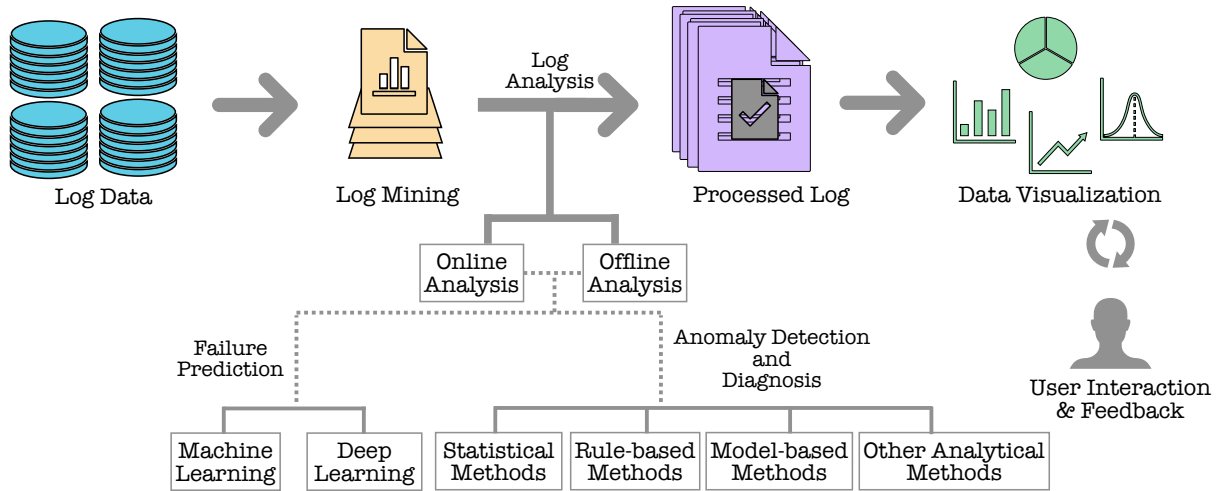 Log
Analysis
Log Data
Log Mining
Processed Log
Data Visualization
Online
Analysis
Offline
Analysis
Failure
Prediction
Anomaly Detection
and
Diagnosis
User Interaction
& Feedback
Machine
Learning
Deep
Learning
Statistical
Methods
Rule-based
Methods
Model-based
Methods
Other Analytical
Methods